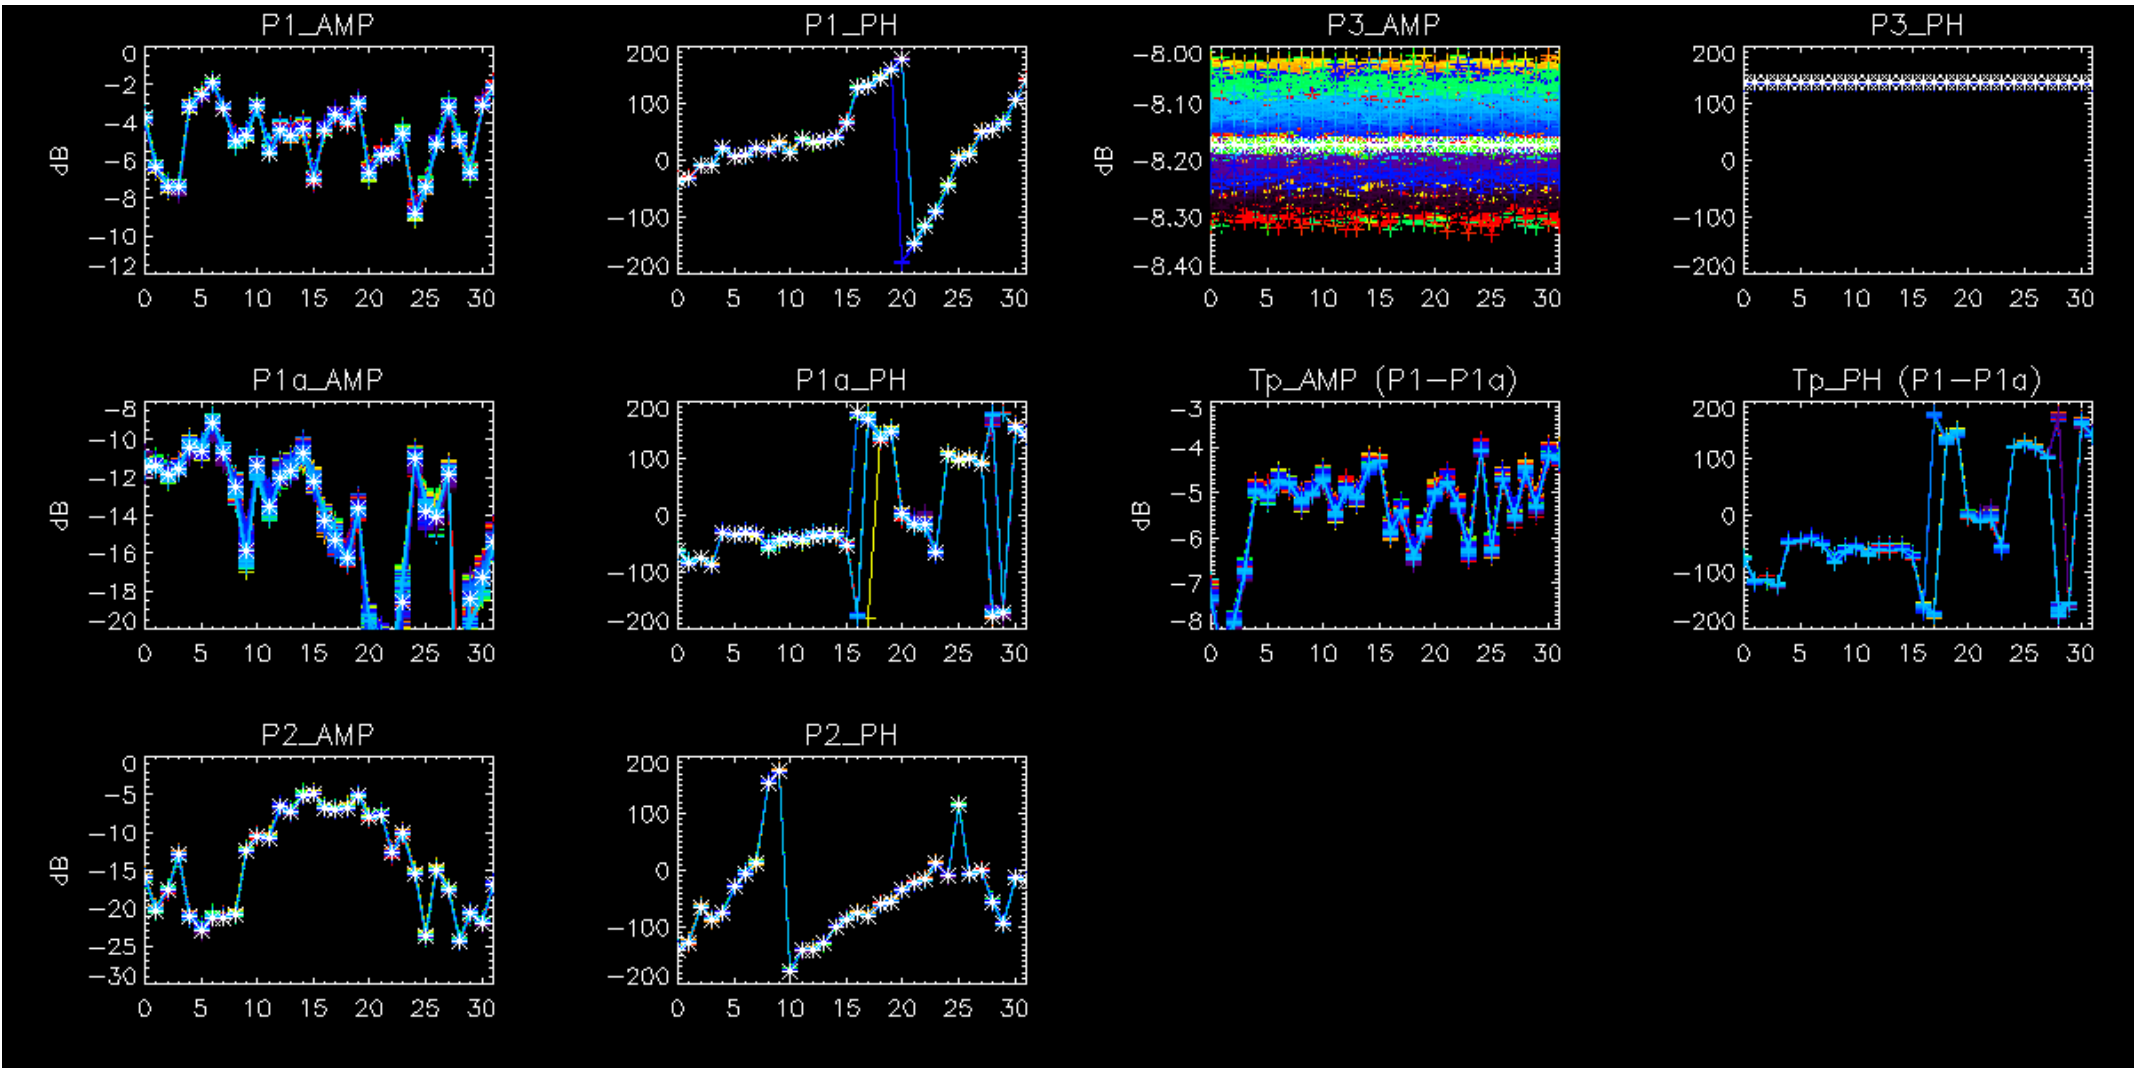 P1_AMP
P1_PH
P3_AMP
P3_PH
0
-2
-4
-6
-8
-10
-12
dB
0 5 10 15 20 25 30
200
100
0
-100
-200
0 5 10 15 20 25 30
-8.00
-8.10
-8.20
-8.30
-8.40
dB
0 5 10 15 20 25 30
200
100
0
-100
-200
0 5 10 15 20 25 30
P1a_AMP
P1a_PH
Tp_AMP (P1-P1a)
Tp_PH (P1-P1a)
-8
-10
-12
-14
-16
-18
-20
dB
0 5 10 15 20 25 30
200
100
0
-100
-200
0 5 10 15 20 25 30
-3
-4
-5
-6
-7
-8
dB
0 5 10 15 20 25 30
200
100
0
-100
-200
0 5 10 15 20 25 30
P2_AMP
P2_PH
0
-5
-10
-15
-20
-25
-30
dB
0 5 10 15 20 25 30
200
100
0
-100
-200
0 5 10 15 20 25 30